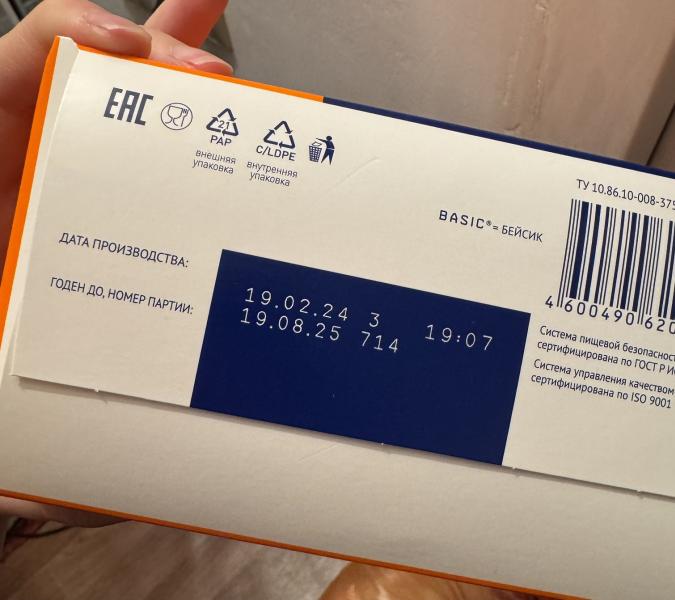 EAC
21
PAP
C/LDPE
внешняя
упаковка
внутренняя
упаковка
ТУ 10.86.10-008-375
BASIC®= БЕЙСИК
ДАТА ПРОИЗВОДСТВА:
ГОДЕН ДО, НОМЕР ПАРТИИ:
19.02.24 3 19:07
19.08.25 714
4 600490 620
Система пищевой безопасност
сертифицирована по ГОСТ Р И
Система управления качеством
сертифицирована по ISO 9001